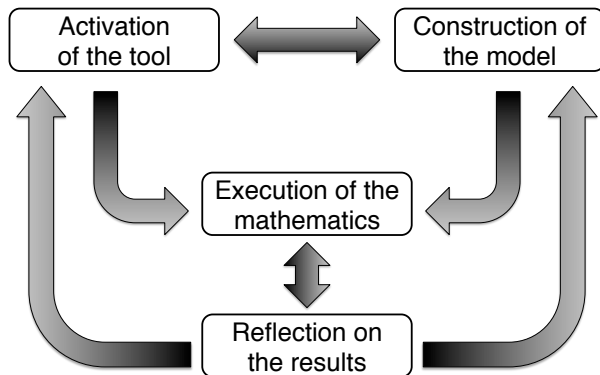 Activation
of the tool
Construction of
the model
Execution of the
mathematics
Reflection on
the results